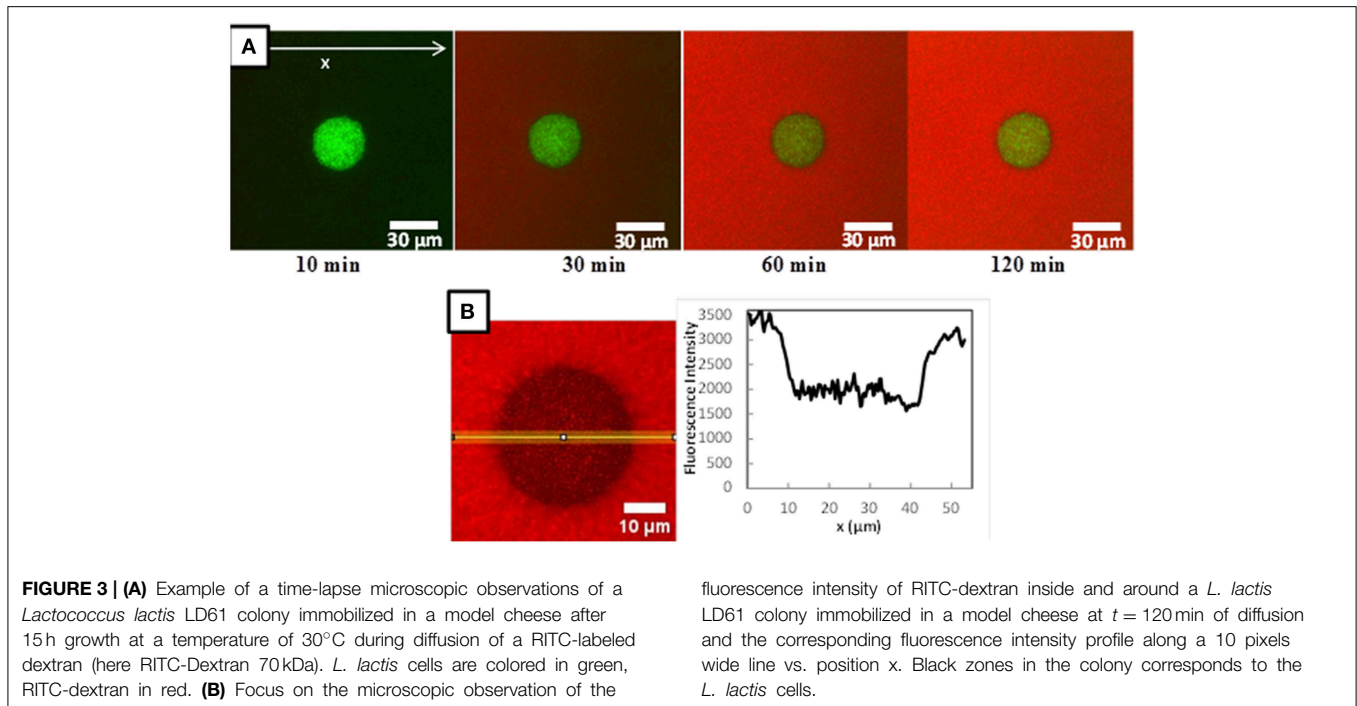 A
x
30 μm
30 μm
30 μm
30 μm
10 min
30 min
60 min
120 min
B
10 μm
Fluorescence Intensity
3500
3000
2500
2000
1500
1000
500
0
0 10 20 30 40 50
x (μm)
FIGURE 3 | (A) Example of a time-lapse microscopic observations of a
Lactococcus lactis LD61 colony immobilized in a model cheese after
15 h growth at a temperature of 30°C during diffusion of a RITC-labeled
dextran (here RITC-Dextran 70 kDa). L. lactis cells are colored in green,
RITC-dextran in red. (B) Focus on the microscopic observation of the
fluorescence intensity of RITC-dextran inside and around a L. lactis
LD61 colony immobilized in a model cheese at t = 120 min of diffusion
and the corresponding fluorescence intensity profile along a 10 pixels
wide line vs. position x. Black zones in the colony corresponds to the
L. lactis cells.